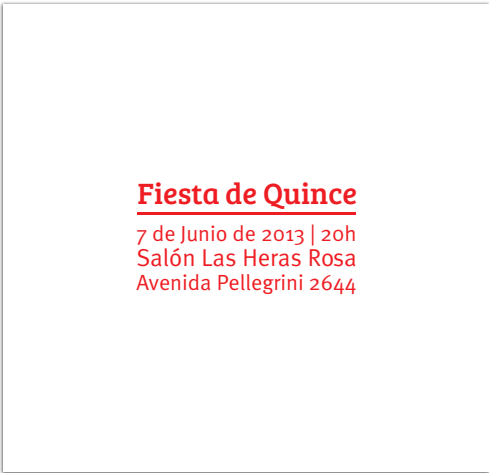 Fiesta de Quince
7 de Junio de 2013 | 20h
Salón Las Heras Rosa
Avenida Pellegrini 2644